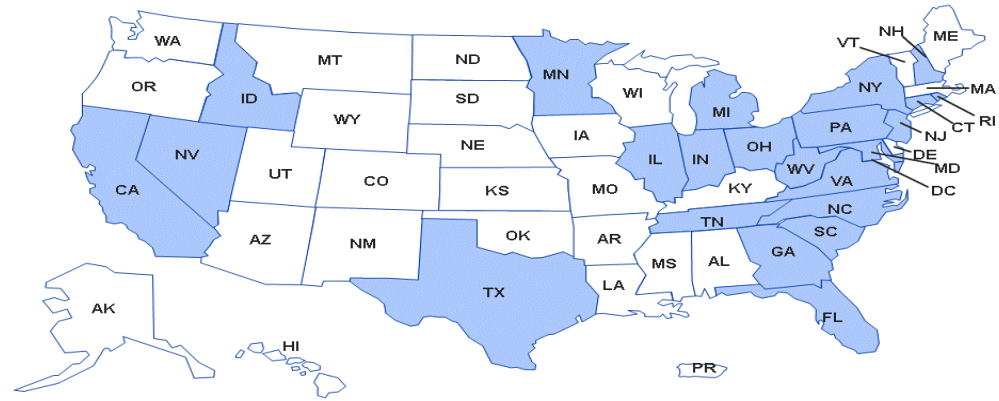 WA
MT
ND
MN
OR
ID
SD
WI
MI
NH
ME
VT
NY
MA
RI
CT
WY
NV
IA
NE
PA
NJ
UT
CO
IL
IN
OH
DE
CA
KS
MO
KY
WV
MD
VA
DC
AZ
NM
OK
AR
TN
NC
SC
MS
AL
GA
TX
LA
FL
AK
HI
PR